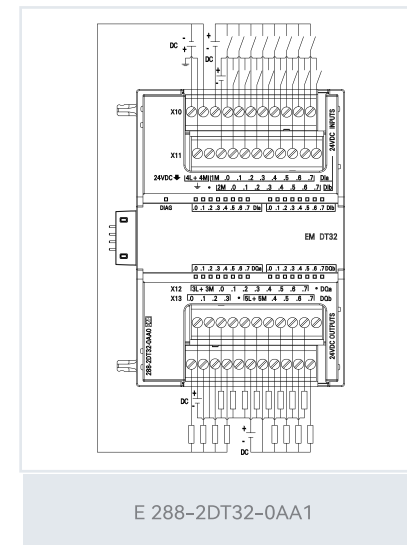 - +
DC
+ -
DC
+
-
X10
X11
24VDC 4L+ 4M 1M .0 .1 .2 .3 .4 .5 .6 .7 DIa
• 2M .0 .1 .2 .3 .4 .5 .6 .7 DIb
24VDC INPUTS
DIAG .0 .1 .2 .3 .4 .5 .6 .7 DIa .0 .1 .2 .3 .4 .5 .6 .7 DIb
EM DT32
.0 .1 .2 .3 .4 .5 .6 .7 DQa .0 .1 .2 .3 .4 .5 .6 .7 DQb
X12 3L+ 3M .0 .1 .2 .3 .4 .5 .6 .7 • DQa
X13 .0 .1 .2 .3 • 5L+ 5M .4 .5 .6 .7 DQb
288-2DT32-0AA0
24VDC OUTPUTS
+
DC -
+
-
DC
E 288-2DT32-0AA1